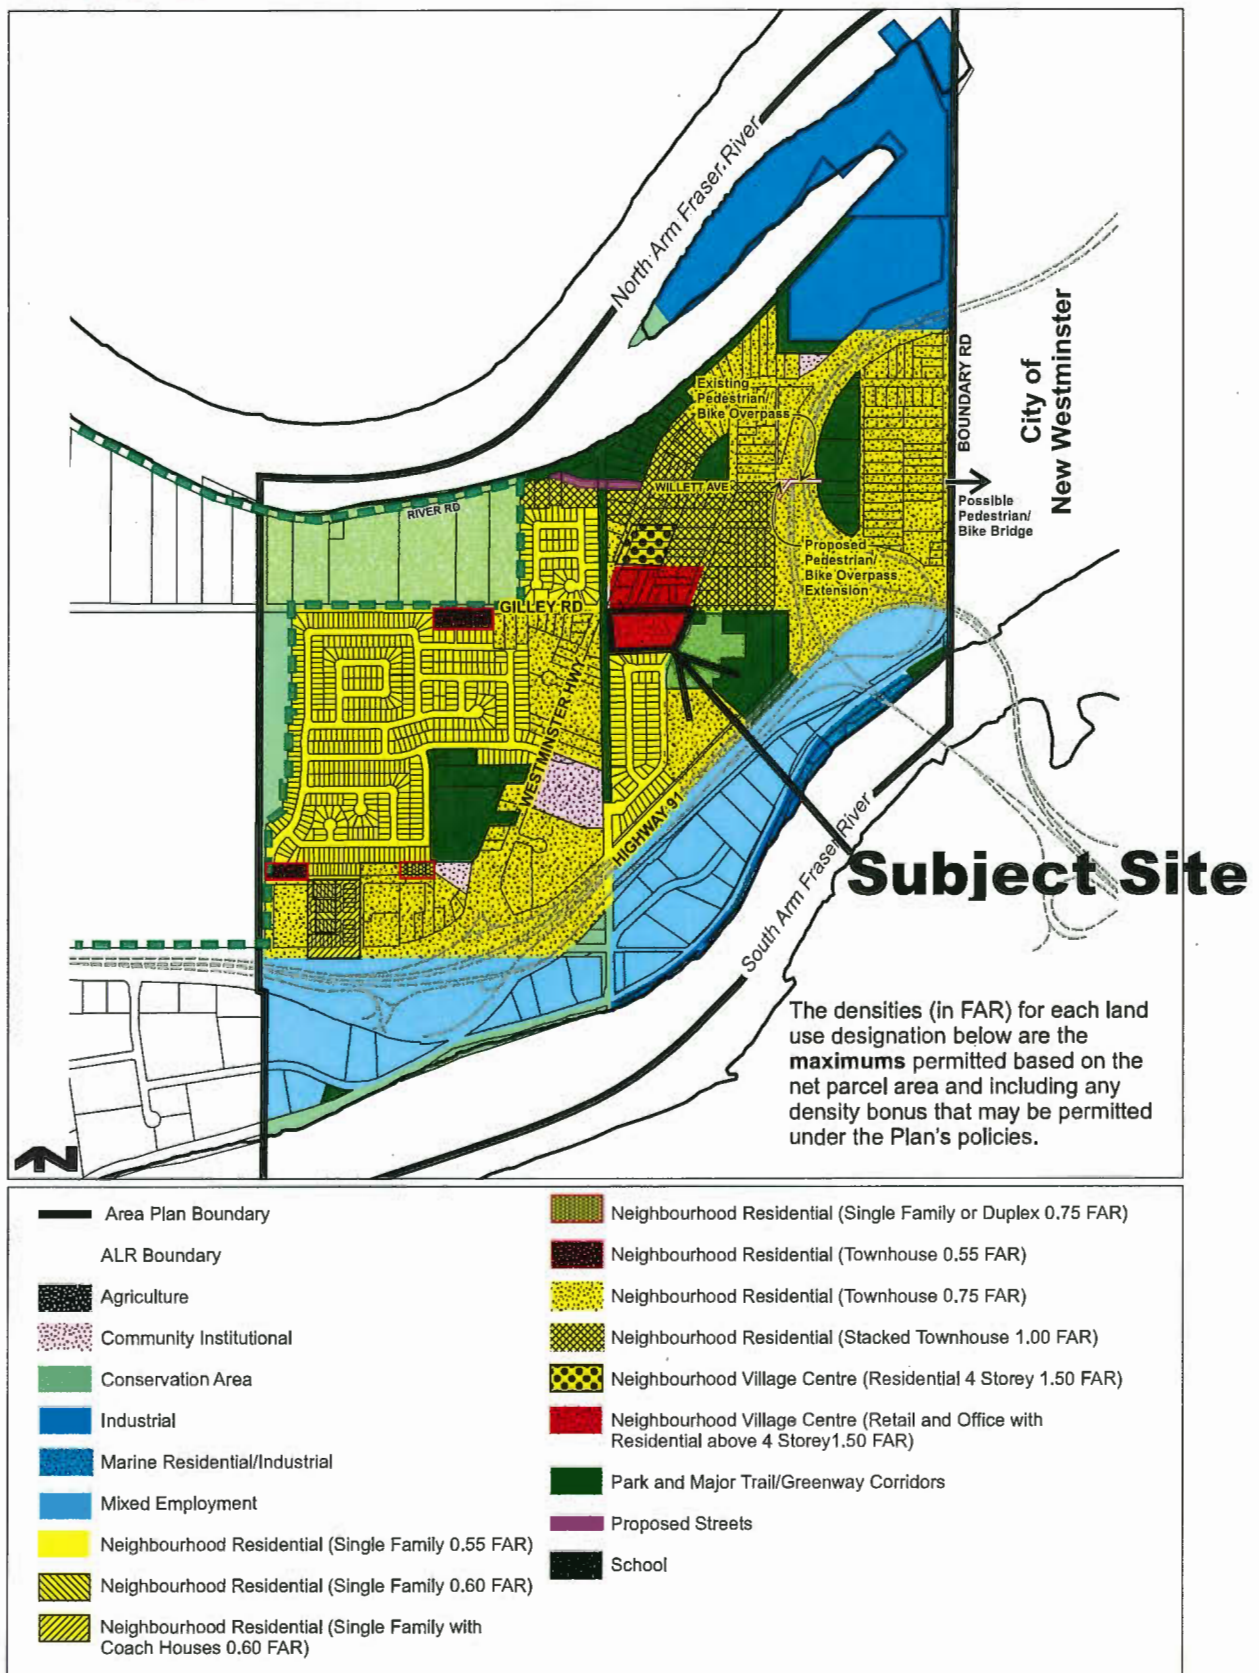 North Arm Fraser River
BOUNDARY RD
City of
New Westminster
Existing
Pedestrian/
Bike Overpass
WILLETT AVE
Possible
Pedestrian/
Bike Bridge
RIVER RD
Proposed
Pedestrian/
Bike Overpass
Extension
GILLEY RD
WESTMINSTER HWY
HIGHWAY 91
Subject Site
South Arm Fraser River
The densities (in FAR) for each land
use designation below are the
maximums permitted based on the
net parcel area and including any
density bonus that may be permitted
under the Plan's policies.
N
Area Plan Boundary
ALR Boundary
Agriculture
Community Institutional
Conservation Area
Industrial
Marine Residential/Industrial
Mixed Employment
Neighbourhood Residential (Single Family 0.55 FAR)
Neighbourhood Residential (Single Family 0.60 FAR)
Neighbourhood Residential (Single Family with
Coach Houses 0.60 FAR)
Neighbourhood Residential (Single Family or Duplex 0.75 FAR)
Neighbourhood Residential (Townhouse 0.55 FAR)
Neighbourhood Residential (Townhouse 0.75 FAR)
Neighbourhood Residential (Stacked Townhouse 1.00 FAR)
Neighbourhood Village Centre (Residential 4 Storey 1.50 FAR)
Neighbourhood Village Centre (Retail and Office with
Residential above 4 Storey1.50 FAR)
Park and Major Trail/Greenway Corridors
Proposed Streets
School